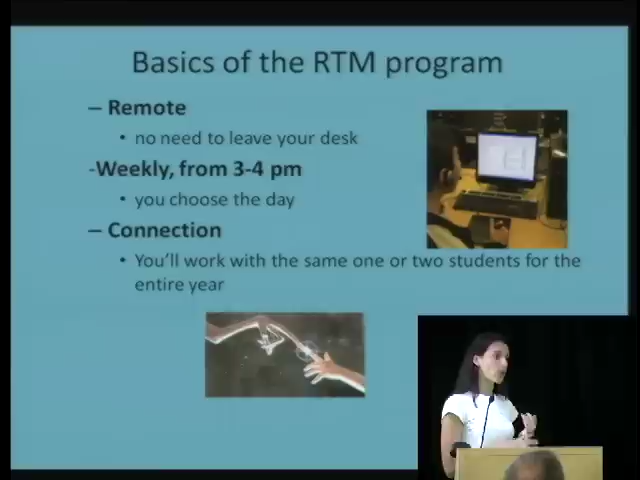 Basics of the RTM program
– Remote
• no need to leave your desk
-Weekly, from 3-4 pm
• you choose the day
– Connection
• You'll work with the same one or two students for the
entire year